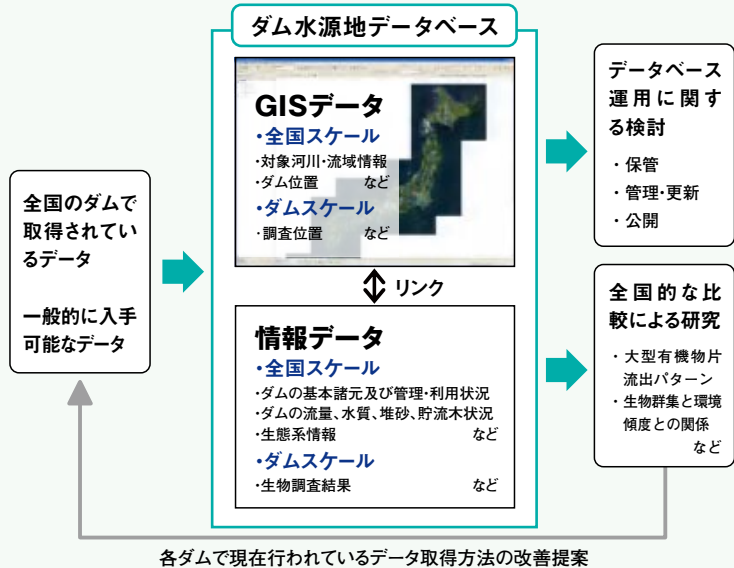 ダム水源地データベース
全国のダムで
取得されてい
るデータ
一般的に入手
可能なデータ
GISデータ
・全国スケール
・対象河川・流域情報
・ダム位置 など
・ダムスケール
・調査位置 など
リンク
情報データ
・全国スケール
・ダムの基本諸元及び管理・利用状況
・ダムの流量、水質、堆砂、貯流木状況
・生態系情報 など
・ダムスケール
・生物調査結果 など
データベース
運用に関す
る検討
・保管
・管理・更新
・公開
全国的な比
較による研究
・大型有機物片
流出パターン
・生物群集と環境
傾度との関係
など
各ダムで現在行われているデータ取得方法の改善提案